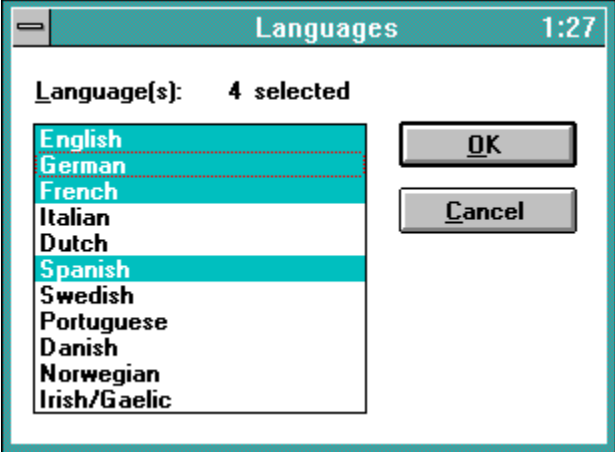 Languages 1:27
Language(s): 4 selected
English
German
French
Italian
Dutch
Spanish
Swedish
Portuguese
Danish
Norwegian
Irish/Gaelic
OK
Cancel